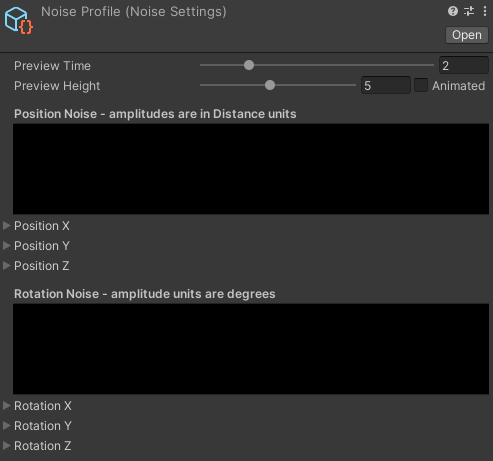 Noise Profile (Noise Settings)
Open
Preview Time 2
Preview Height 5 Animated
Position Noise - amplitudes are in Distance units
Position X
Position Y
Position Z
Rotation Noise - amplitude units are degrees
Rotation X
Rotation Y
Rotation Z